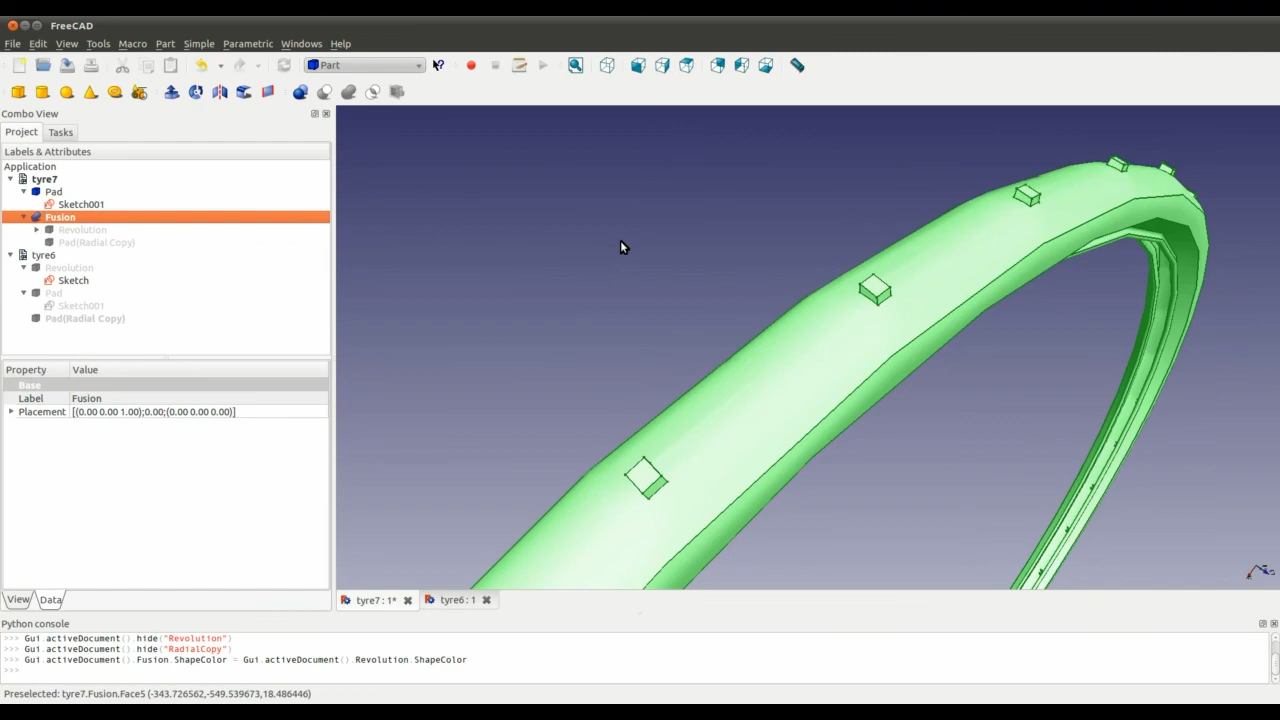 FreeCAD
File Edit View Tools Macro Part Simple Parametric Windows Help
Part
Combo View
Project Tasks
Labels & Attributes
Application
tyre7
Pad
Sketch001
Fusion
Revolution
Pad(Radial Copy)
tyre6
Revolution
Sketch
Pad
Sketch001
Pad(Radial Copy)
Property Value
Base
Label Fusion
Placement [(0.00 0.00 1.00);0.00;(0.00 0.00 0.00)]
View Data
tyre7 : 1* tyre6 : 1
Python console
>>> Gui.activeDocument().hide("Revolution")
>>> Gui.activeDocument().hide("RadialCopy")
>>> Gui.activeDocument().Fusion.ShapeColor = Gui.activeDocument().Revolution.ShapeColor
>>>
Preselected: tyre7.Fusion.Face5 (-343.726562,-549.539673,18.486446)